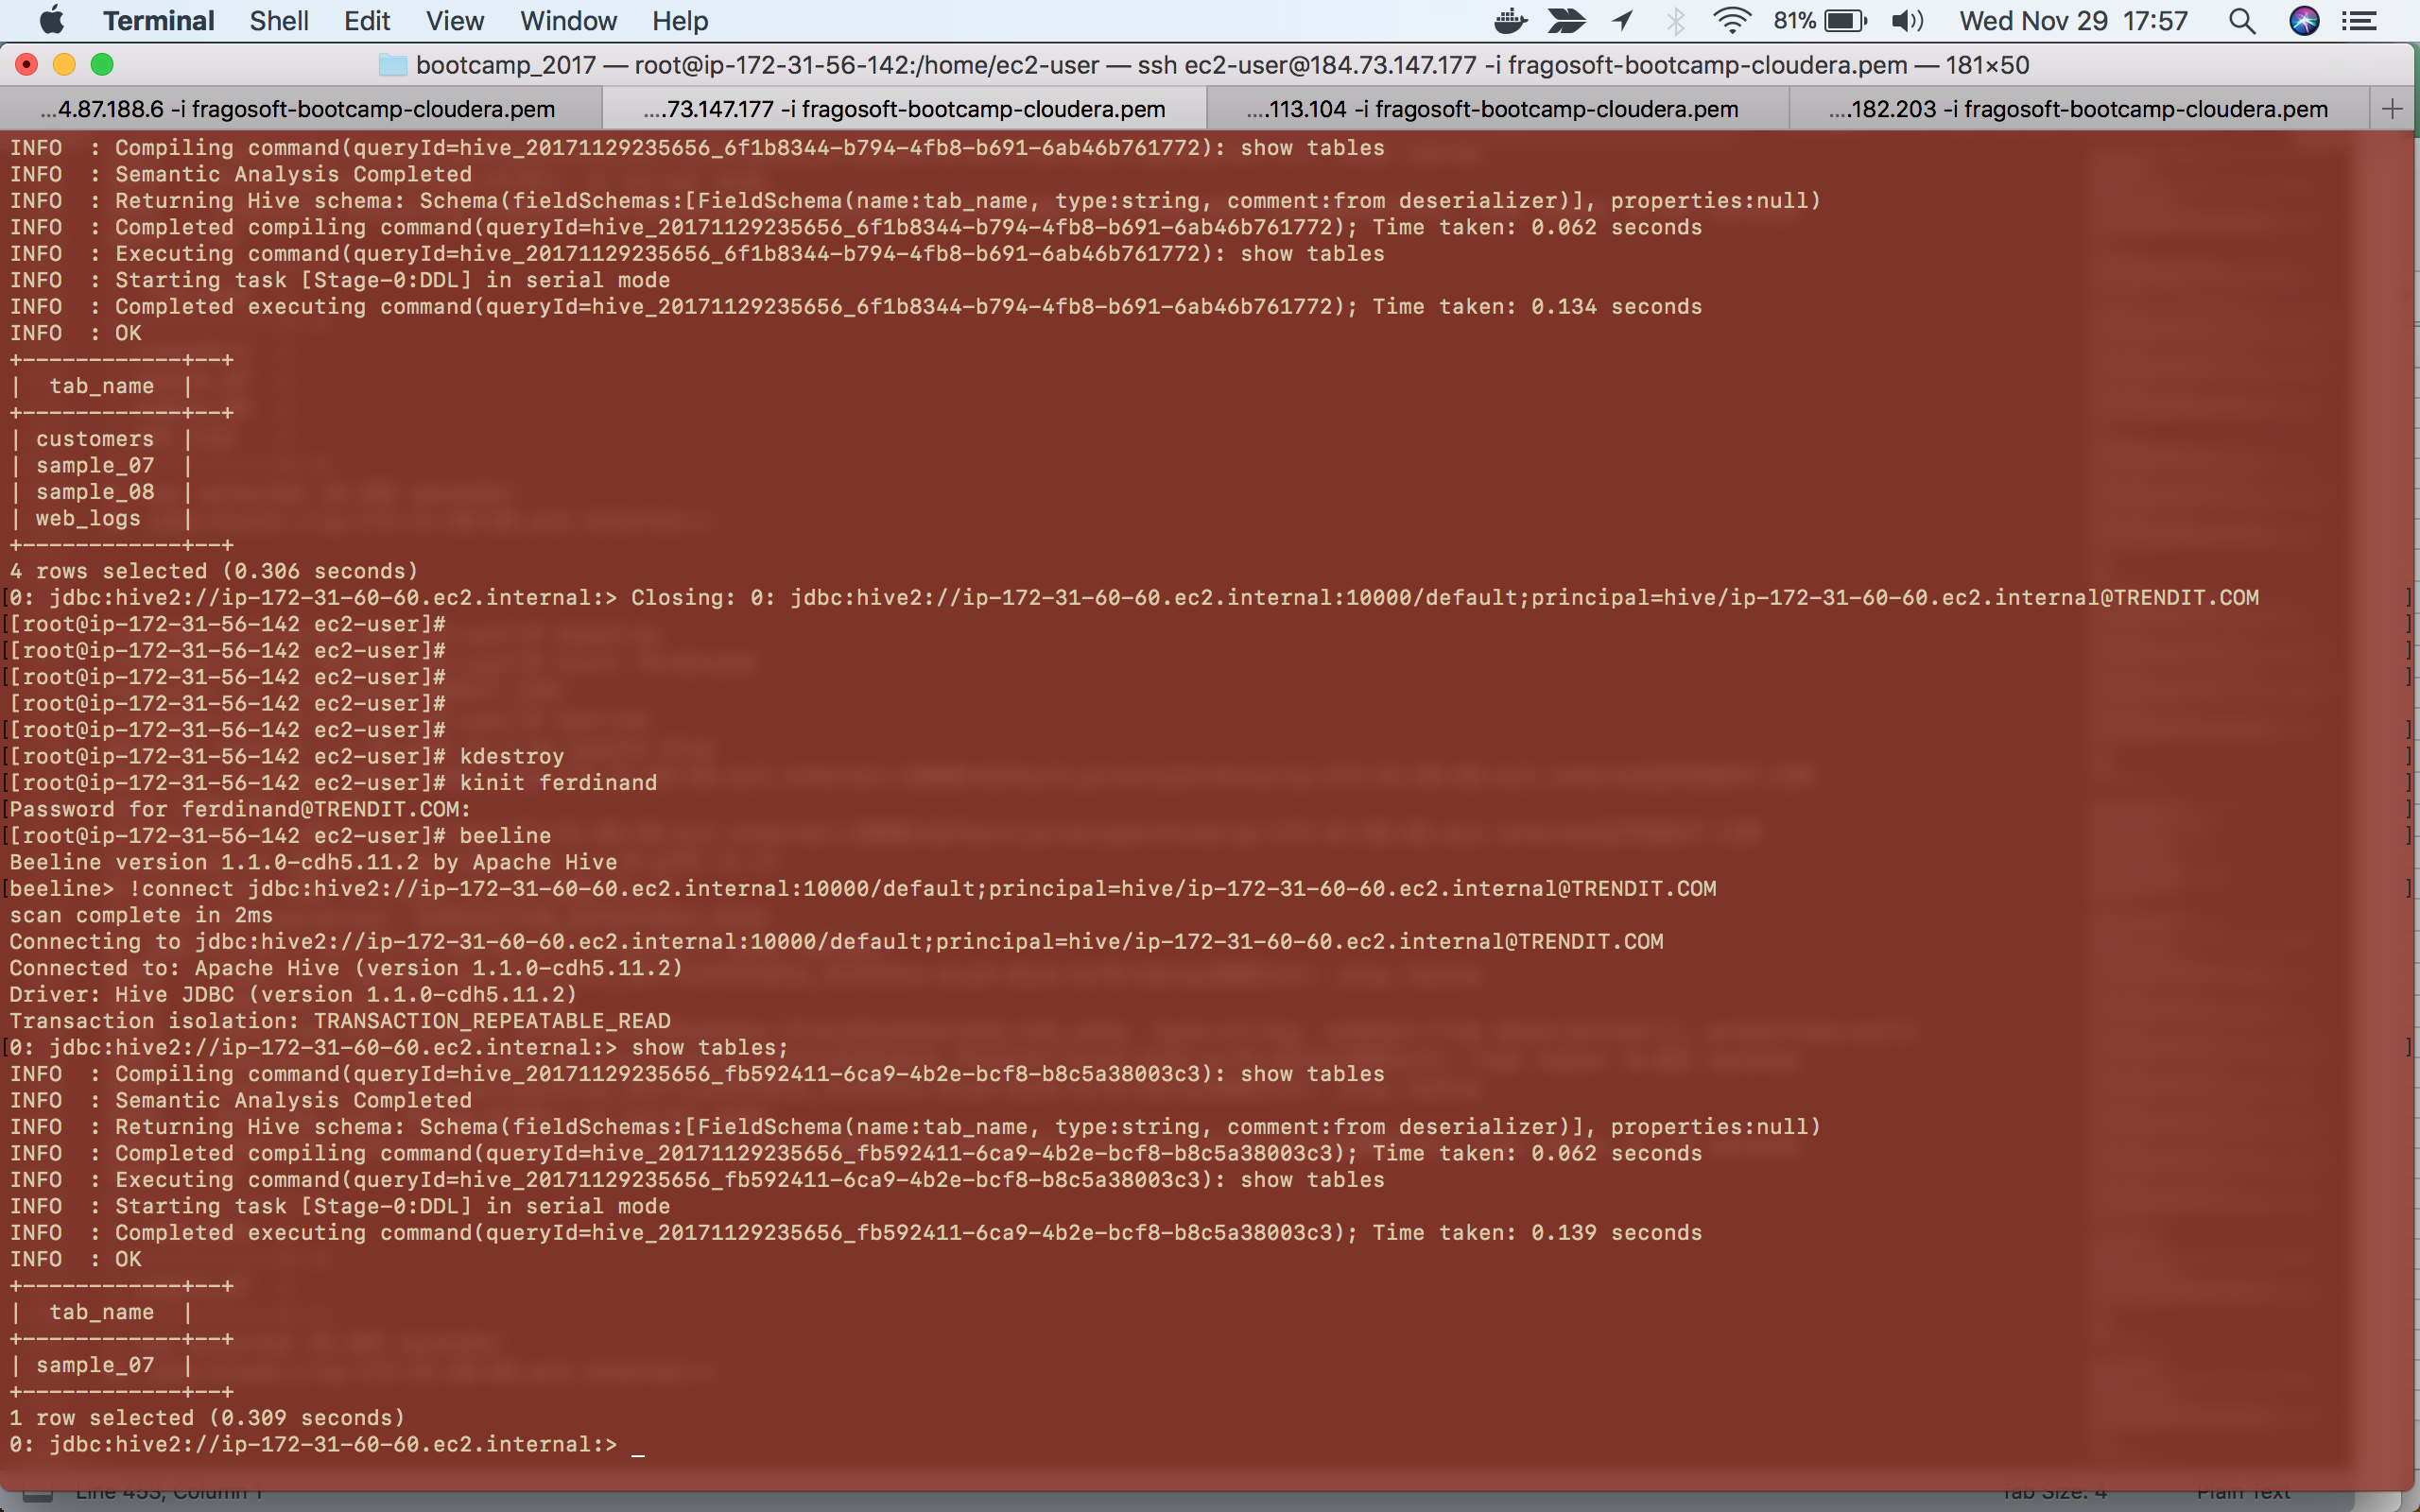 Terminal Shell Edit View Window Help 81% Wed Nov 29 17:57
bootcamp_2017 — root@ip-172-31-56-142:/home/ec2-user — ssh ec2-user@184.73.147.177 -i fragosoft-bootcamp-cloudera.pem — 181×50
...4.87.188.6 -i fragosoft-bootcamp-cloudera.pem ....73.147.177 -i fragosoft-bootcamp-cloudera.pem ....113.104 -i fragosoft-bootcamp-cloudera.pem ....182.203 -i fragosoft-bootcamp-cloudera.pem +
INFO  : Compiling command(queryId=hive_20171129235656_6f1b8344-b794-4fb8-b691-6ab46b761772): show tables
INFO  : Semantic Analysis Completed
INFO  : Returning Hive schema: Schema(fieldSchemas:[FieldSchema(name:tab_name, type:string, comment:from deserializer)], properties:null)
INFO  : Completed compiling command(queryId=hive_20171129235656_6f1b8344-b794-4fb8-b691-6ab46b761772); Time taken: 0.062 seconds
INFO  : Executing command(queryId=hive_20171129235656_6f1b8344-b794-4fb8-b691-6ab46b761772): show tables
INFO  : Starting task [Stage-0:DDL] in serial mode
INFO  : Completed executing command(queryId=hive_20171129235656_6f1b8344-b794-4fb8-b691-6ab46b761772); Time taken: 0.134 seconds
INFO  : OK
+------------+--+
|  tab_name  |
+------------+--+
| customers  |
| sample_07  |
| sample_08  |
| web_logs   |
+------------+--+
4 rows selected (0.306 seconds)
[0: jdbc:hive2://ip-172-31-60-60.ec2.internal:> Closing: 0: jdbc:hive2://ip-172-31-60-60.ec2.internal:10000/default;principal=hive/ip-172-31-60-60.ec2.internal@TRENDIT.COM ]
[[root@ip-172-31-56-142 ec2-user]# ]
[[root@ip-172-31-56-142 ec2-user]# ]
[[root@ip-172-31-56-142 ec2-user]# ]
[root@ip-172-31-56-142 ec2-user]#
[[root@ip-172-31-56-142 ec2-user]# ]
[[root@ip-172-31-56-142 ec2-user]# kdestroy ]
[[root@ip-172-31-56-142 ec2-user]# kinit ferdinand ]
[Password for ferdinand@TRENDIT.COM: ]
[[root@ip-172-31-56-142 ec2-user]# beeline ]
Beeline version 1.1.0-cdh5.11.2 by Apache Hive
[beeline> !connect jdbc:hive2://ip-172-31-60-60.ec2.internal:10000/default;principal=hive/ip-172-31-60-60.ec2.internal@TRENDIT.COM ]
scan complete in 2ms
Connecting to jdbc:hive2://ip-172-31-60-60.ec2.internal:10000/default;principal=hive/ip-172-31-60-60.ec2.internal@TRENDIT.COM
Connected to: Apache Hive (version 1.1.0-cdh5.11.2)
Driver: Hive JDBC (version 1.1.0-cdh5.11.2)
Transaction isolation: TRANSACTION_REPEATABLE_READ
[0: jdbc:hive2://ip-172-31-60-60.ec2.internal:> show tables; ]
INFO  : Compiling command(queryId=hive_20171129235656_fb592411-6ca9-4b2e-bcf8-b8c5a38003c3): show tables
INFO  : Semantic Analysis Completed
INFO  : Returning Hive schema: Schema(fieldSchemas:[FieldSchema(name:tab_name, type:string, comment:from deserializer)], properties:null)
INFO  : Completed compiling command(queryId=hive_20171129235656_fb592411-6ca9-4b2e-bcf8-b8c5a38003c3); Time taken: 0.062 seconds
INFO  : Executing command(queryId=hive_20171129235656_fb592411-6ca9-4b2e-bcf8-b8c5a38003c3): show tables
INFO  : Starting task [Stage-0:DDL] in serial mode
INFO  : Completed executing command(queryId=hive_20171129235656_fb592411-6ca9-4b2e-bcf8-b8c5a38003c3); Time taken: 0.139 seconds
INFO  : OK
+------------+--+
|  tab_name  |
+------------+--+
| sample_07  |
+------------+--+
1 row selected (0.309 seconds)
0: jdbc:hive2://ip-172-31-60-60.ec2.internal:> _
Line 453, Column 1 Tab Size: 4 Plain Text